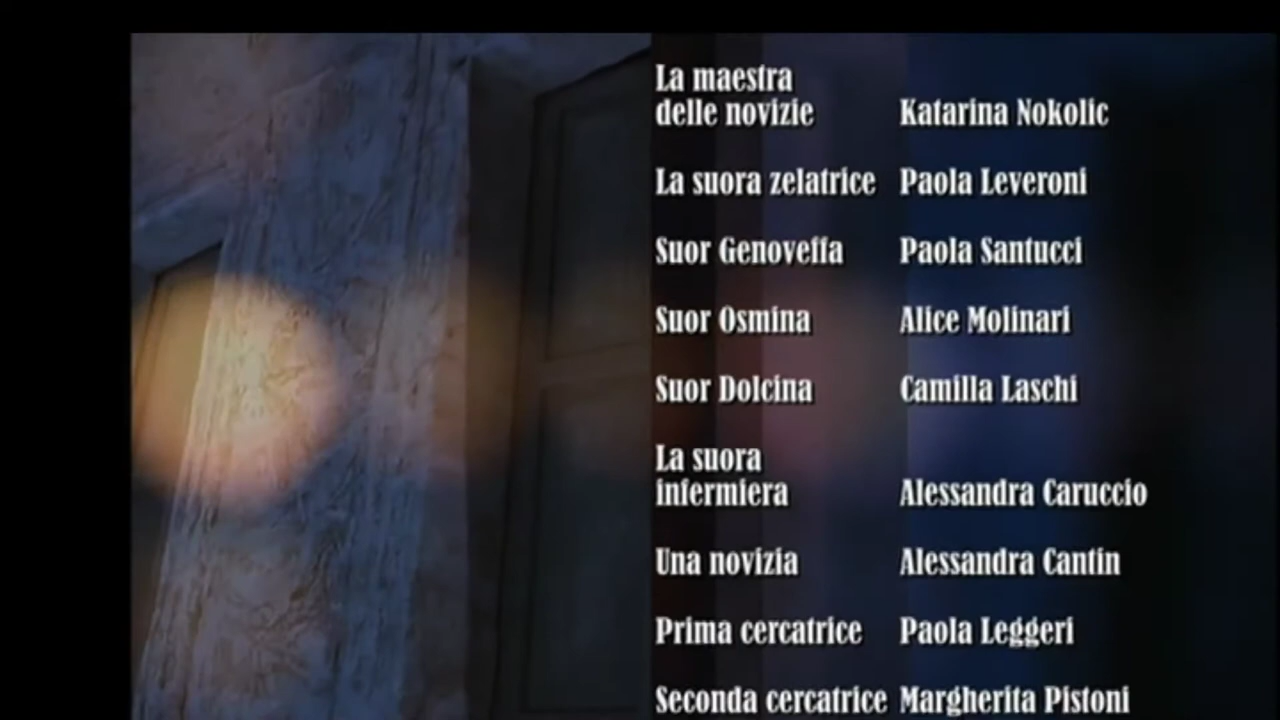 La maestra
delle novizie Katarina Nokolic
La suora zelatrice Paola Leveroni
Suor Genoveffa Paola Santucci
Suor Osmina Alice Molinari
Suor Dolcina Camilla Laschi
La suora
infermiera Alessandra Caruccio
Una novizia Alessandra Cantin
Prima cercatrice Paola Leggeri
Seconda cercatrice Margherita Pistoni